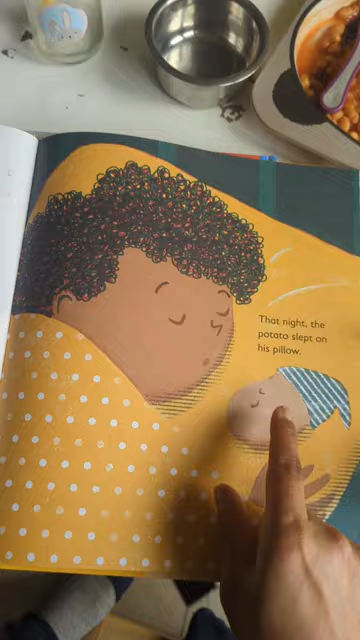 That night, the
potato slept on
his pillow.